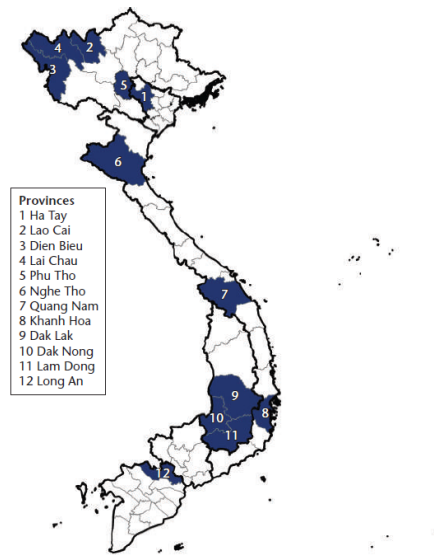 4
2
3
5
1
6
Provinces
1 Ha Tay
2 Lao Cai
3 Dien Bieu
4 Lai Chau
5 Phu Tho
6 Nghe Tho
7 Quang Nam
8 Khanh Hoa
9 Dak Lak
10 Dak Nong
11 Lam Dong
12 Long An
7
9
8
10
11
12